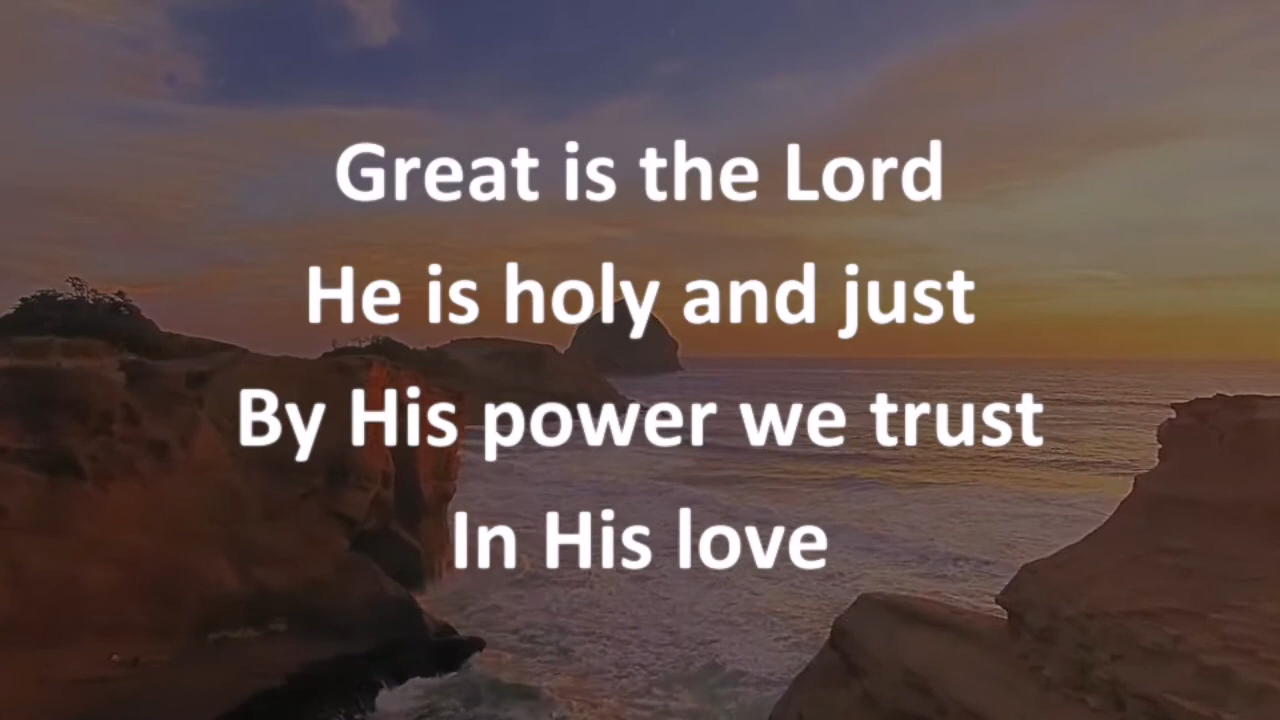 Great is the Lord
He is holy and just
By His power we trust
In His love